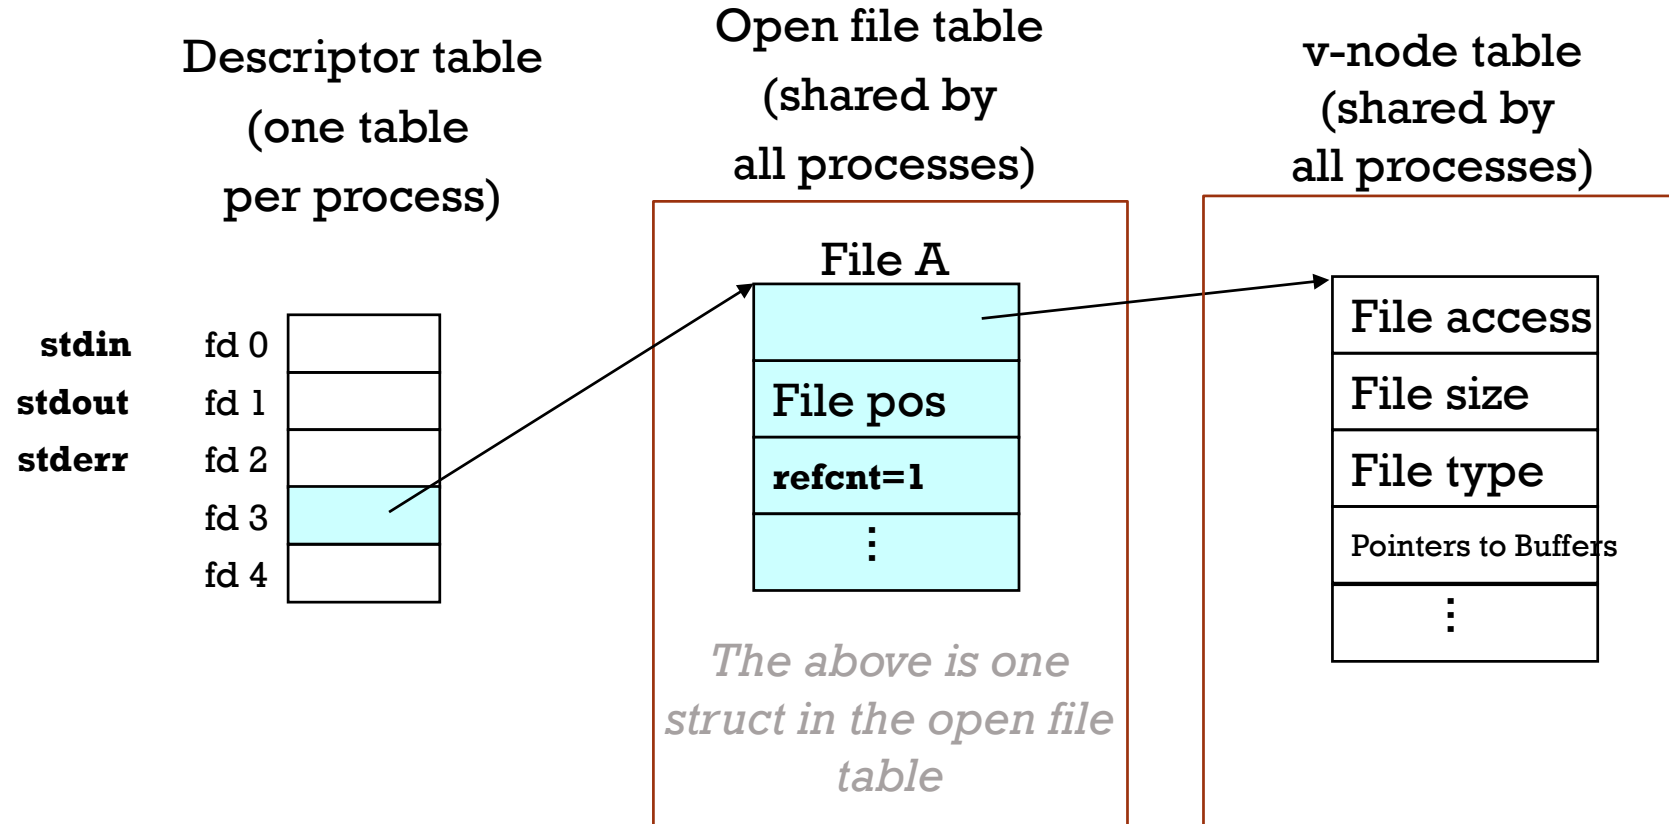 Descriptor table
(one table
per process)
stdin fd 0
stdout fd 1
stderr fd 2
fd 3
fd 4
Open file table
(shared by
all processes)
File A
File pos
refcnt=1
⋮
The above is one
struct in the open file
table
v-node table
(shared by
all processes)
File access
File size
File type
Pointers to Buffers
⋮